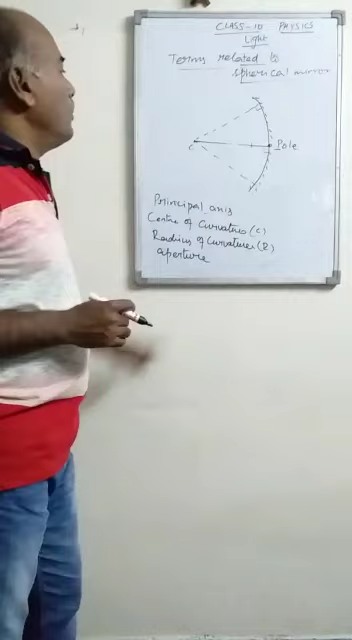 CLASS-10 PHYSICS
Light
Terms related to
spherical mirror
C
Pole
Principal axis
Centre of Curvature (C)
Radius of Curvature (R)
aperture